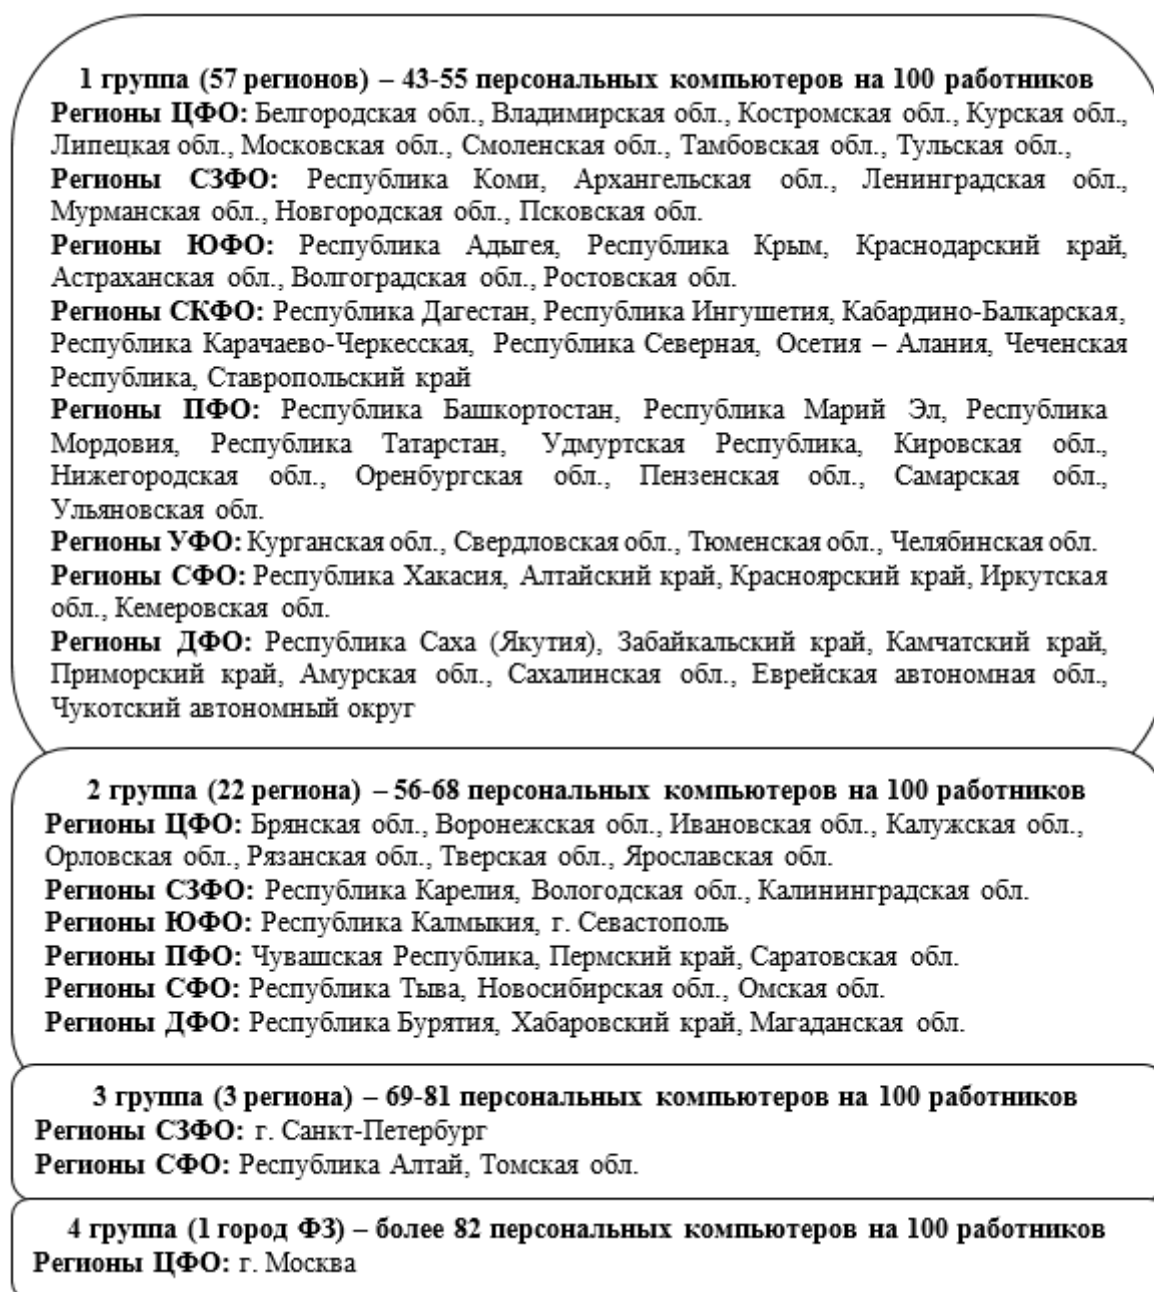 1 группа (57 регионов) – 43-55 персональных компьютеров на 100 работников
Регионы ЦФО: Белгородская обл., Владимирская обл., Костромская обл., Курская обл.,
Липецкая обл., Московская обл., Смоленская обл., Тамбовская обл., Тульская обл.,
Регионы СЗФО: Республика Коми, Архангельская обл., Ленинградская обл.,
Мурманская обл., Новгородская обл., Псковская обл.
Регионы ЮФО: Республика Адыгея, Республика Крым, Краснодарский край,
Астраханская обл., Волгоградская обл., Ростовская обл.
Регионы СКФО: Республика Дагестан, Республика Ингушетия, Кабардино-Балкарская,
Республика Карачаево-Черкесская, Республика Северная, Осетия – Алания, Чеченская
Республика, Ставропольский край
Регионы ПФО: Республика Башкортостан, Республика Марий Эл, Республика
Мордовия, Республика Татарстан, Удмуртская Республика, Кировская обл.,
Нижегородская обл., Оренбургская обл., Пензенская обл., Самарская обл.,
Ульяновская обл.
Регионы УФО: Курганская обл., Свердловская обл., Тюменская обл., Челябинская обл.
Регионы СФО: Республика Хакасия, Алтайский край, Красноярский край, Иркутская
обл., Кемеровская обл.
Регионы ДФО: Республика Саха (Якутия), Забайкальский край, Камчатский край,
Приморский край, Амурская обл., Сахалинская обл., Еврейская автономная обл.,
Чукотский автономный округ
2 группа (22 региона) – 56-68 персональных компьютеров на 100 работников
Регионы ЦФО: Брянская обл., Воронежская обл., Ивановская обл., Калужская обл.,
Орловская обл., Рязанская обл., Тверская обл., Ярославская обл.
Регионы СЗФО: Республика Карелия, Вологодская обл., Калининградская обл.
Регионы ЮФО: Республика Калмыкия, г. Севастополь
Регионы ПФО: Чувашская Республика, Пермский край, Саратовская обл.
Регионы СФО: Республика Тыва, Новосибирская обл., Омская обл.
Регионы ДФО: Республика Бурятия, Хабаровский край, Магаданская обл.
3 группа (3 региона) – 69-81 персональных компьютеров на 100 работников
Регионы СЗФО: г. Санкт-Петербург
Регионы СФО: Республика Алтай, Томская обл.
4 группа (1 город ФЗ) – более 82 персональных компьютеров на 100 работников
Регионы ЦФО: г. Москва